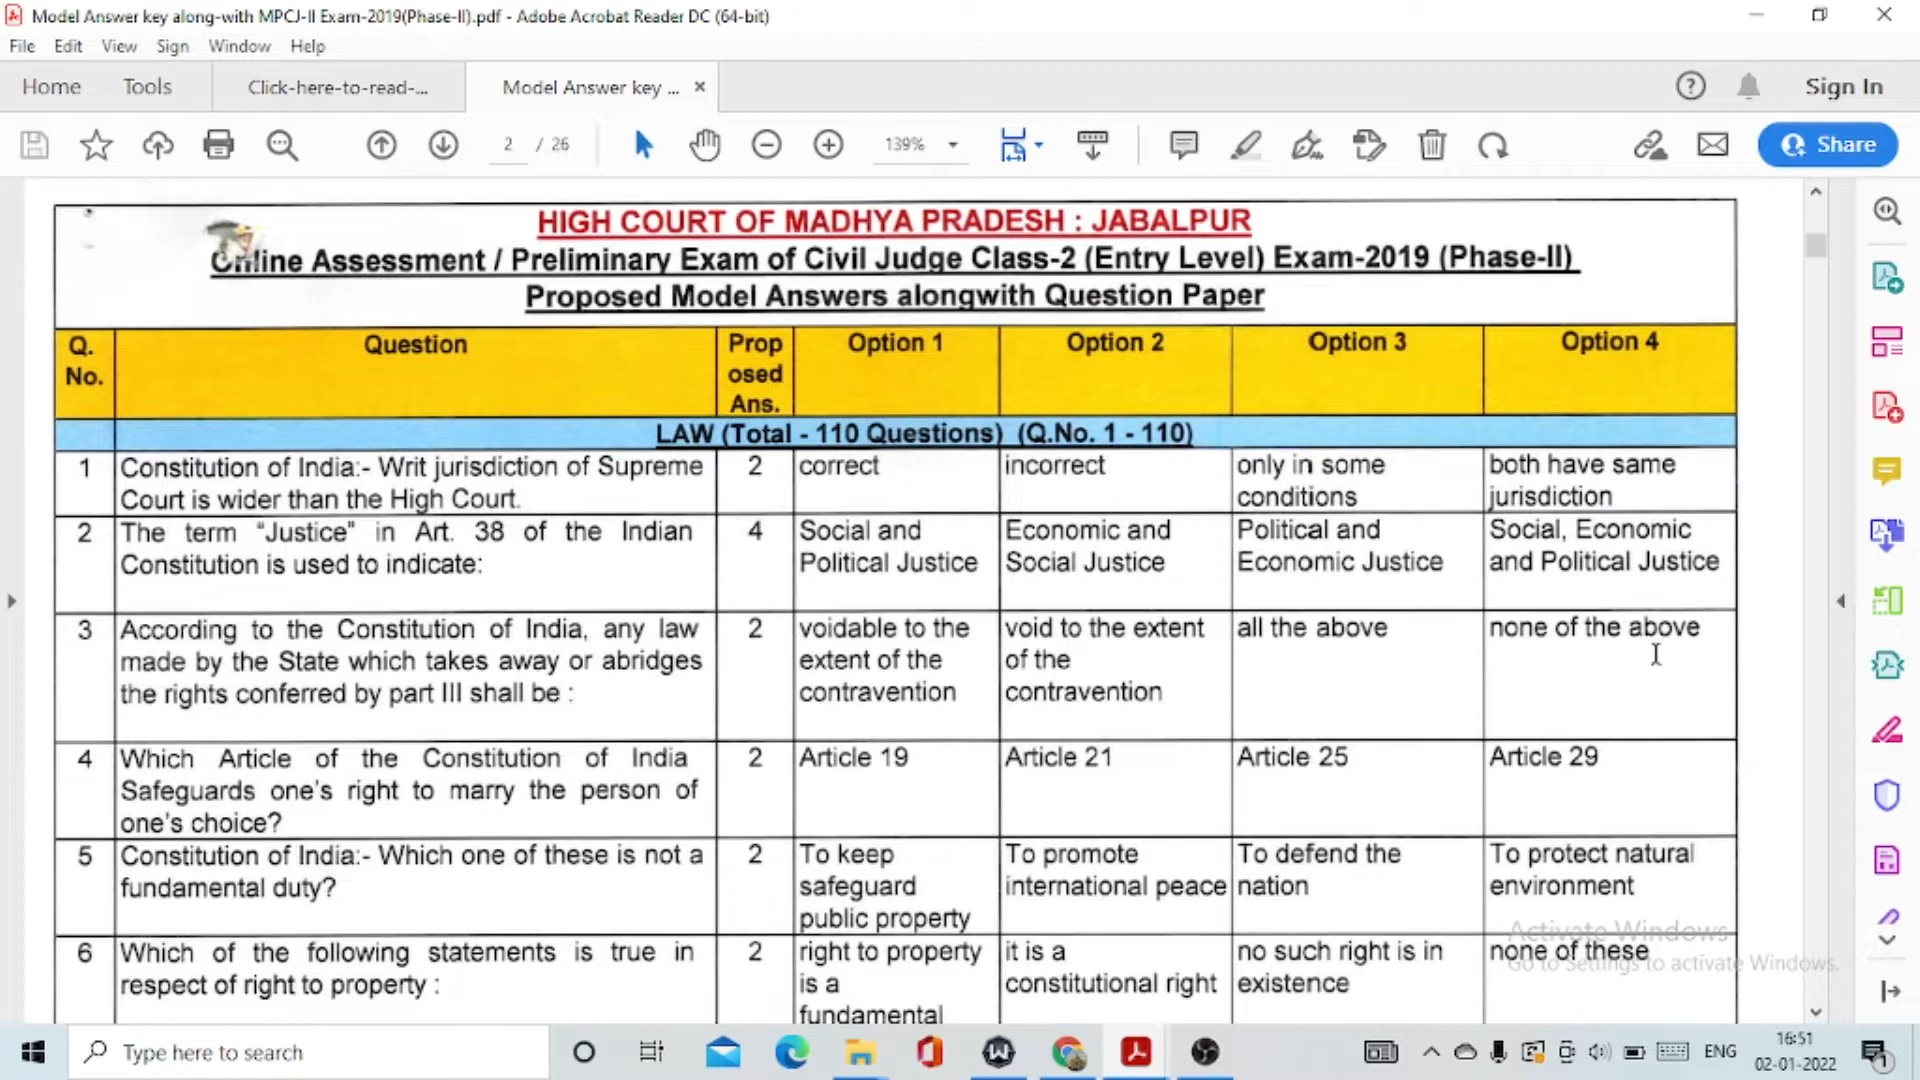 Model Answer key along-with MPCJ-II Exam-2019(Phase-II).pdf - Adobe Acrobat Reader DC (64-bit)
File Edit View Sign Window Help
Home Tools Click-here-to-read-... Model Answer key ... × Sign In
2 / 26 139% Share
HIGH COURT OF MADHYA PRADESH : JABALPUR
Online Assessment / Preliminary Exam of Civil Judge Class-2 (Entry Level) Exam-2019 (Phase-II)
Proposed Model Answers alongwith Question Paper
Q. No. Question Prop osed Ans. Option 1 Option 2 Option 3 Option 4
LAW (Total - 110 Questions) (Q.No. 1 - 110)
1 Constitution of India:- Writ jurisdiction of Supreme 2 correct incorrect only in some both have same
Court is wider than the High Court. conditions jurisdiction
2 The term "Justice" in Art. 38 of the Indian 4 Social and Economic and Political and Social, Economic
Constitution is used to indicate: Political Justice Social Justice Economic Justice and Political Justice
3 According to the Constitution of India, any law 2 voidable to the void to the extent all the above none of the above
made by the State which takes away or abridges extent of the of the
the rights conferred by part III shall be : contravention contravention
4 Which Article of the Constitution of India 2 Article 19 Article 21 Article 25 Article 29
Safeguards one's right to marry the person of
one's choice?
5 Constitution of India:- Which one of these is not a 2 To keep To promote To defend the To protect natural
fundamental duty? safeguard international peace nation environment
public property
6 Which of the following statements is true in 2 right to property it is a no such right is in none of these
respect of right to property : is a constitutional right existence
fundamental
Activate Windows
Go to Settings to activate Windows.
Type here to search ENG 16:51
02-01-2022
1